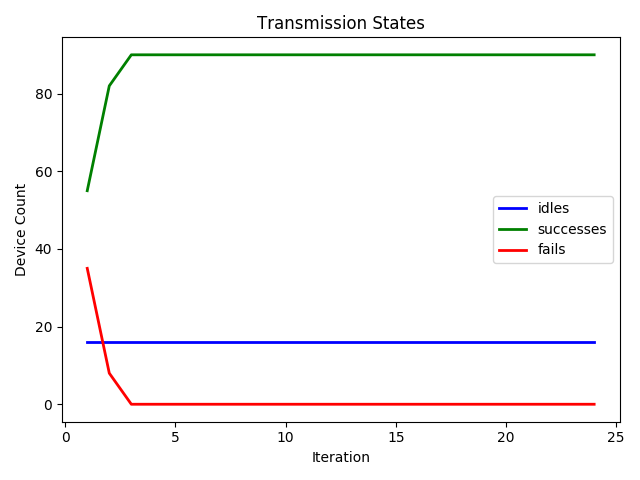 Transmission States
Device Count
80
60
40
20
0
idles
successes
fails
0 5 10 15 20 25
Iteration